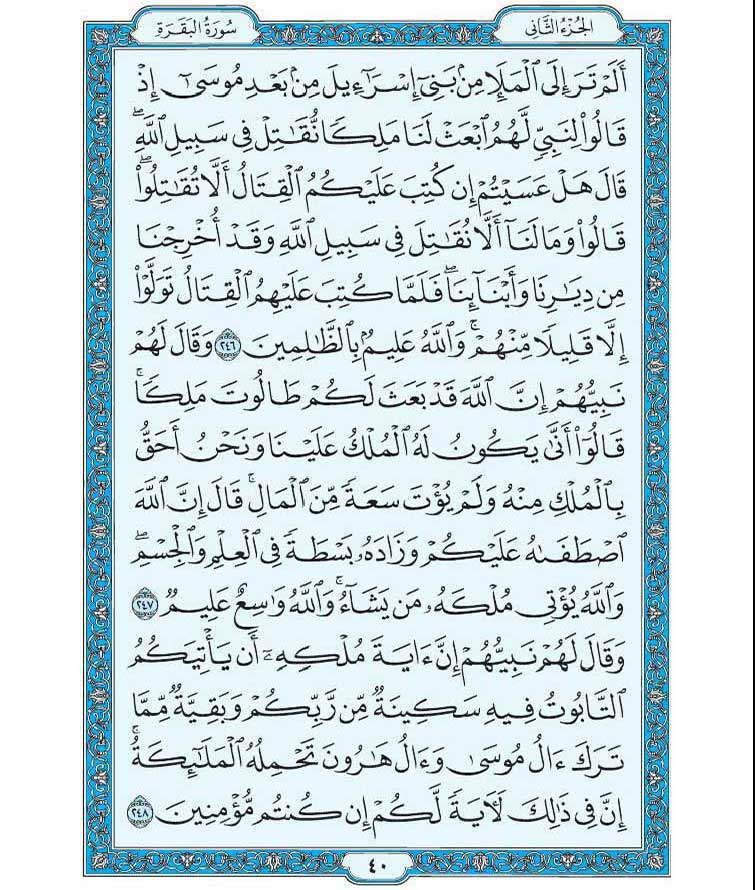 الجُزْءُ الثَّانِي
سُورَةُ البَقَرَةِ
أَلَمْ تَرَ إِلَى ٱلْمَلَإِ مِنۢ بَنِىٓ إِسْرَٰٓءِيلَ مِنۢ بَعْدِ مُوسَىٰٓ إِذْ
قَالُوا۟ لِنَبِىٍّ لَّهُمُ ٱبْعَثْ لَنَا مَلِكًا نُّقَٰتِلْ فِى سَبِيلِ ٱللَّهِۖ
قَالَ هَلْ عَسَيْتُمْ إِن كُتِبَ عَلَيْكُمُ ٱلْقِتَالُ أَلَّا تُقَٰتِلُوا۟ۖ
قَالُوا۟ وَمَا لَنَآ أَلَّا نُقَٰتِلَ فِى سَبِيلِ ٱللَّهِ وَقَدْ أُخْرِجْنَا
مِن دِيَٰرِنَا وَأَبْنَآئِنَاۖ فَلَمَّا كُتِبَ عَلَيْهِمُ ٱلْقِتَالُ تَوَلَّوْا۟
إِلَّا قَلِيلًا مِّنْهُمْۚ وَٱللَّهُ عَلِيمٌۢ بِٱلظَّٰلِمِينَ ٢٤٦ وَقَالَ لَهُمْ
نَبِيُّهُمْ إِنَّ ٱللَّهَ قَدْ بَعَثَ لَكُمْ طَالُوتَ مَلِكًاۚ
قَالُوٓا۟ أَنَّىٰ يَكُونُ لَهُ ٱلْمُلْكُ عَلَيْنَا وَنَحْنُ أَحَقُّ
بِٱلْمُلْكِ مِنْهُ وَلَمْ يُؤْتَ سَعَةً مِّنَ ٱلْمَالِۚ قَالَ إِنَّ ٱللَّهَ
ٱصْطَفَىٰهُ عَلَيْكُمْ وَزَادَهُۥ بَسْطَةً فِى ٱلْعِلْمِ وَٱلْجِسْمِۖ
وَٱللَّهُ يُؤْتِى مُلْكَهُۥ مَن يَشَآءُۚ وَٱللَّهُ وَٰسِعٌ عَلِيمٌ ٢٤٧
وَقَالَ لَهُمْ نَبِيُّهُمْ إِنَّ ءَايَةَ مُلْكِهِۦٓ أَن يَأْتِيَكُمُ
ٱلتَّابُوتُ فِيهِ سَكِينَةٌ مِّن رَّبِّكُمْ وَبَقِيَّةٌ مِّمَّا
تَرَكَ ءَالُ مُوسَىٰ وَءَالُ هَٰرُونَ تَحْمِلُهُ ٱلْمَلَٰٓئِكَةُۚ
إِنَّ فِى ذَٰلِكَ لَءَايَةً لَّكُمْ إِن كُنتُم مُّؤْمِنِينَ ٢٤٨
٤٠